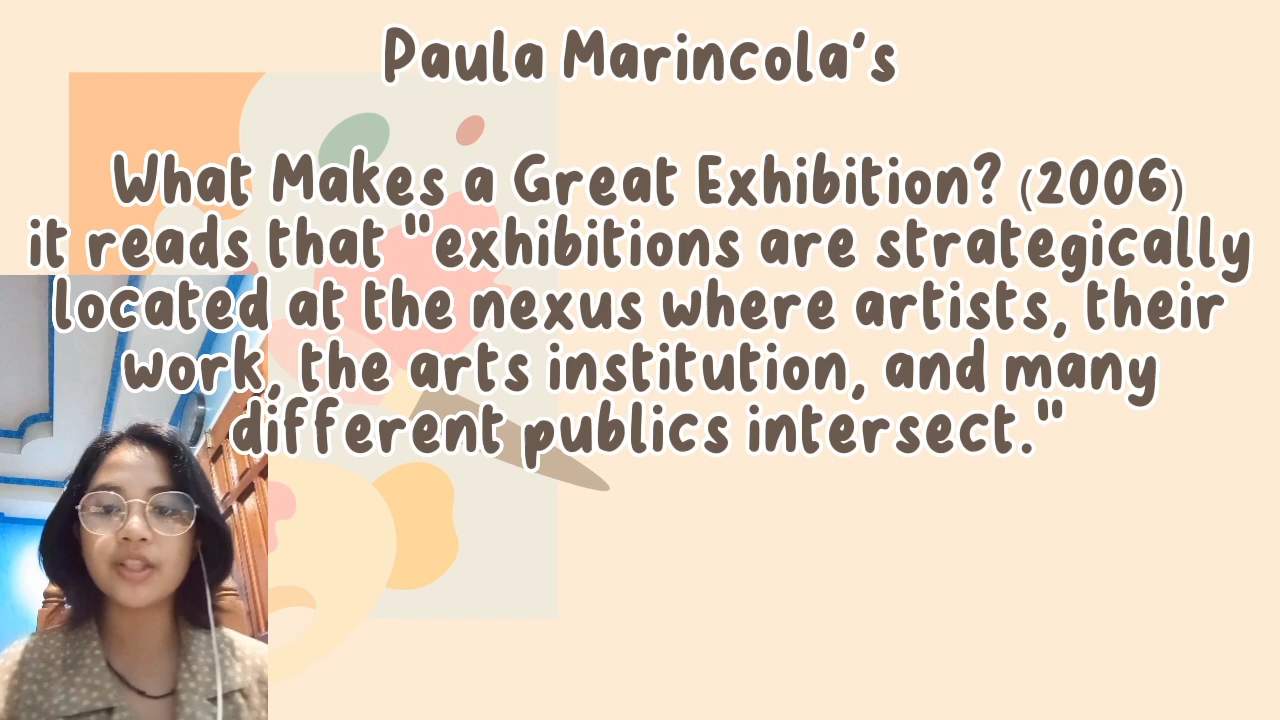 Paula Marincola's
What Makes a Great Exhibition? (2006)
it reads that "exhibitions are strategically
located at the nexus where artists, their
work, the arts institution, and many
different publics intersect."